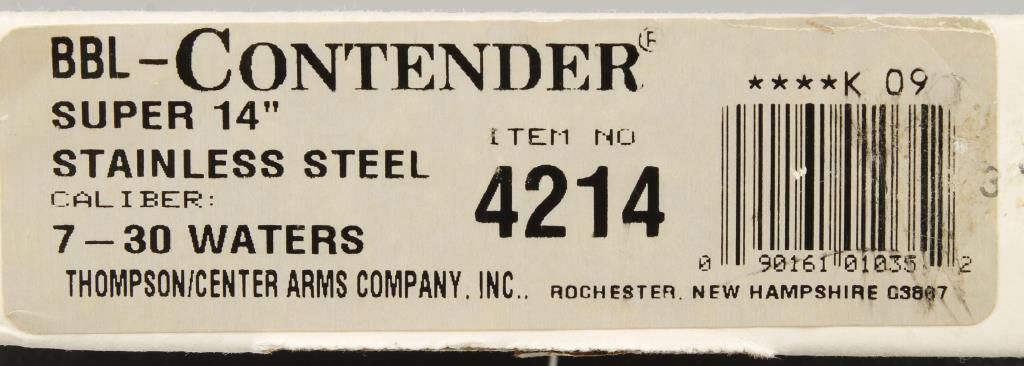 BBL-CONTENDER®
SUPER 14"
STAINLESS STEEL
CALIBER:
7-30 WATERS
ITEM NO
4214
****K 09
0 90161 01035 2
THOMPSON/CENTER ARMS COMPANY, INC., ROCHESTER, NEW HAMPSHIRE 03867